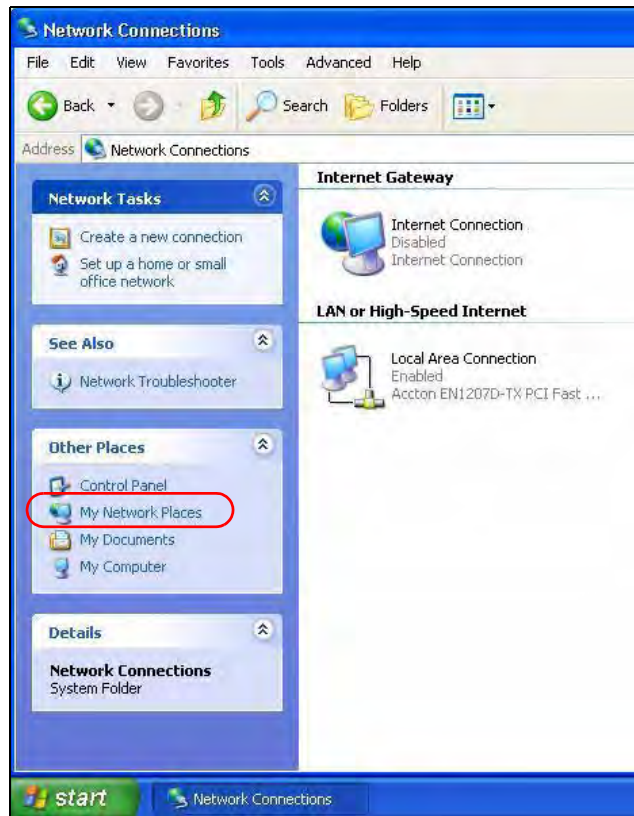 Network Connections
File Edit View Favorites Tools Advanced Help
Back Search Folders
Address Network Connections
Network Tasks
Create a new connection
Set up a home or small
office network
See Also
Network Troubleshooter
Other Places
Control Panel
My Network Places
My Documents
My Computer
Details
Network Connections
System Folder
Internet Gateway
Internet Connection
Disabled
Internet Connection
LAN or High-Speed Internet
Local Area Connection
Enabled
Accton EN1207D-TX PCI Fast ...
start Network Connections